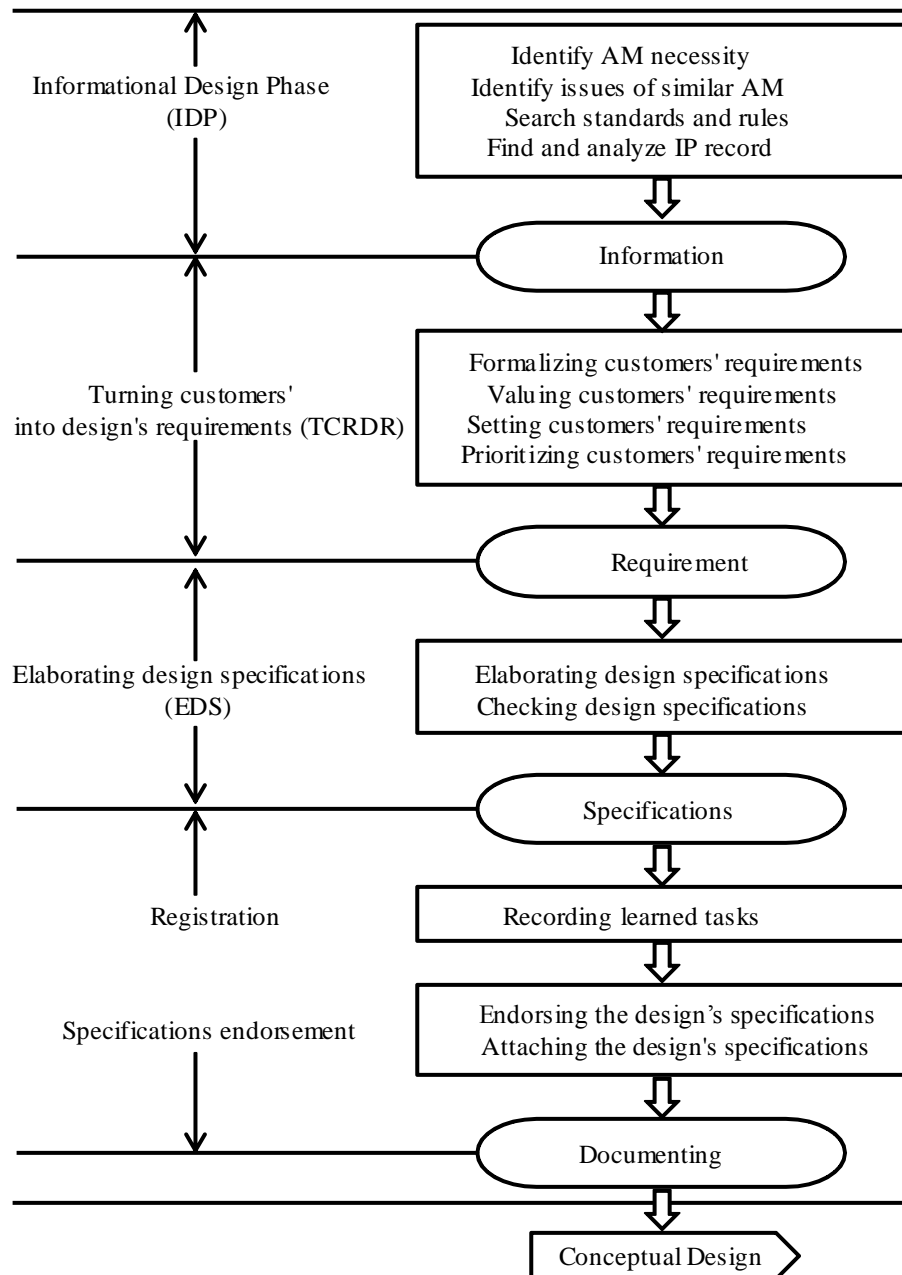 Informational Design Phase
(IDP)
Identify AM necessity
Identify issues of similar AM
Search standards and rules
Find and analyze IP record
Information
Turning customers'
into design's requirements (TCRDR)
Formalizing customers' requirements
Valuing customers' requirements
Setting customers' requirements
Prioritizing customers' requirements
Requirement
Elaborating design specifications
(EDS)
Elaborating design specifications
Checking design specifications
Specifications
Registration
Recording learned tasks
Specifications endorsement
Endorsing the design’s specifications
Attaching the design's specifications
Documenting
Conceptual Design